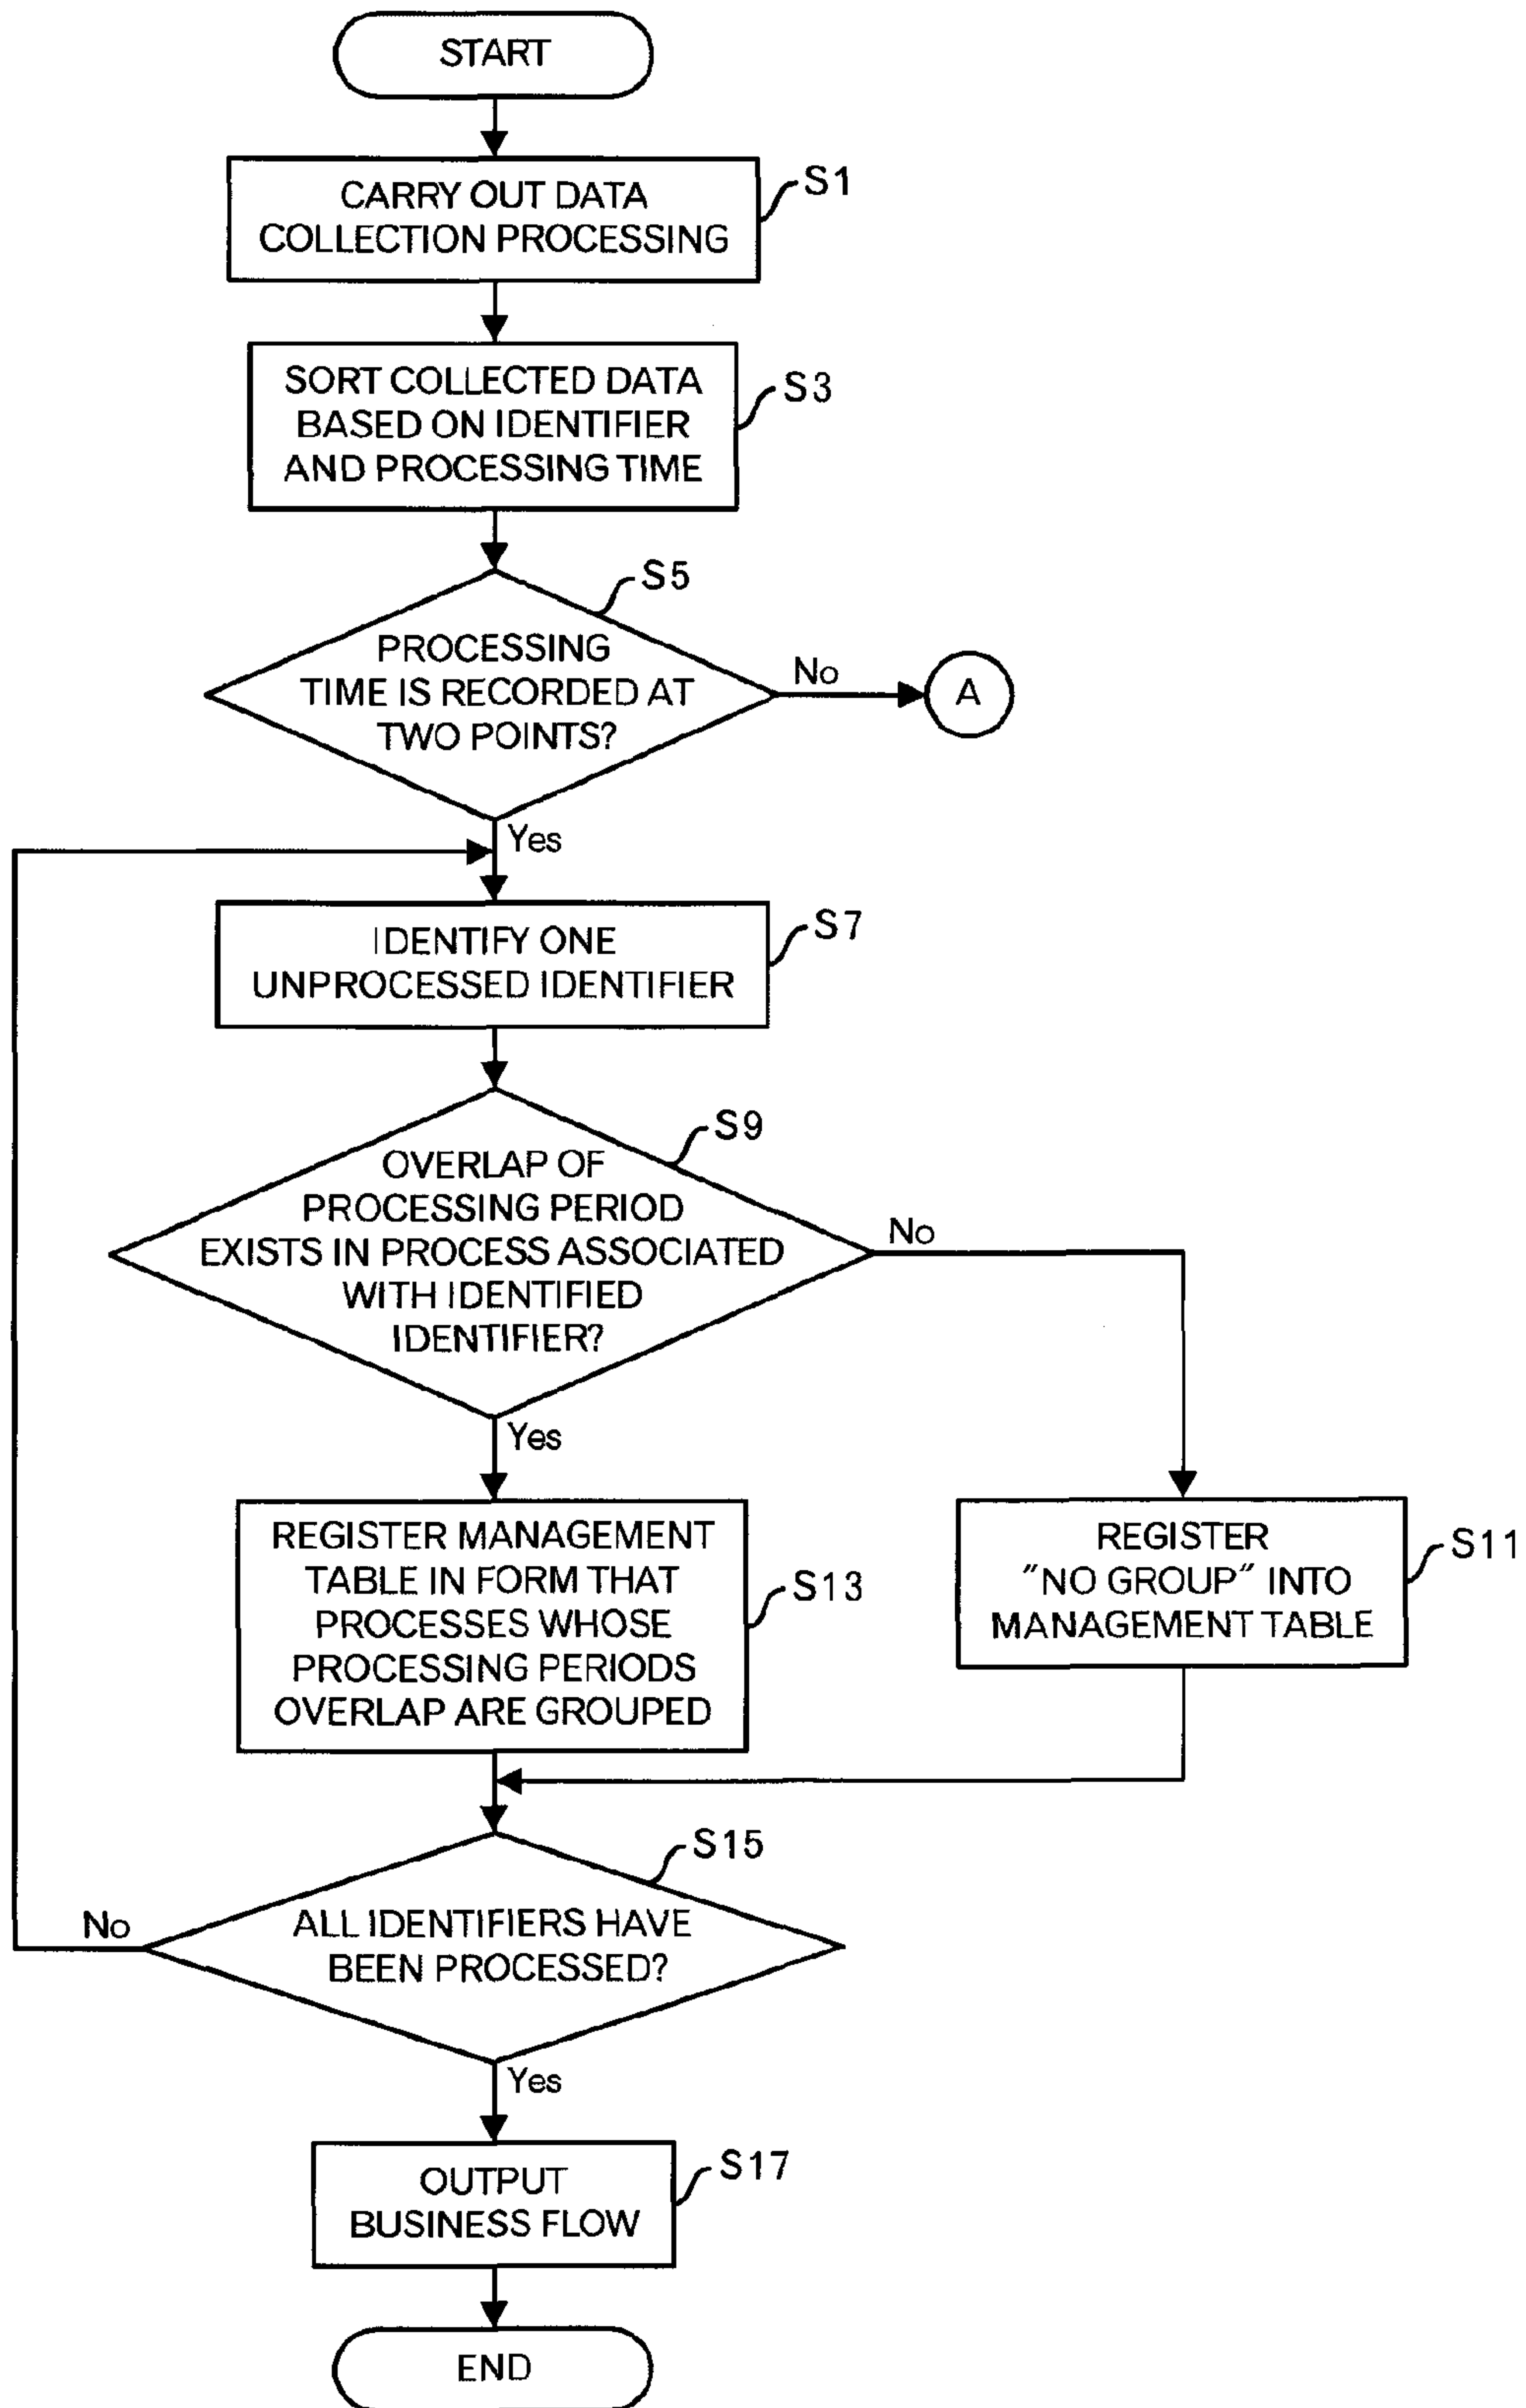 START
CARRY OUT DATA
COLLECTION PROCESSING
S1
SORT COLLECTED DATA
BASED ON IDENTIFIER
AND PROCESSING TIME
S3
S5
PROCESSING
TIME IS RECORDED AT
TWO POINTS?
No
A
Yes
IDENTIFY ONE
UNPROCESSED IDENTIFIER
S7
S9
OVERLAP OF
PROCESSING PERIOD
EXISTS IN PROCESS ASSOCIATED
WITH IDENTIFIED
IDENTIFIER?
No
Yes
REGISTER MANAGEMENT
TABLE IN FORM THAT
PROCESSES WHOSE
PROCESSING PERIODS
OVERLAP ARE GROUPED
S13
REGISTER
"NO GROUP" INTO
MANAGEMENT TABLE
S11
S15
ALL IDENTIFIERS HAVE
BEEN PROCESSED?
No
Yes
OUTPUT
BUSINESS FLOW
S17
END